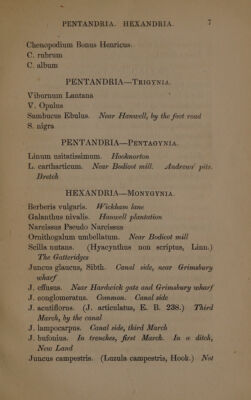 PENTANDRIA. HEXANDRIA. 7
Chenopodium Bonus Henricus.
C. rubrum
C. album
PENTANDRIA—Trigynia.
Viburnum Lantana
V. Opulus
Sambucus Ebulus. Near Hanwell, by the foot road
S. nigra
PENTANDRIA—Pentagynia.
Linum usitatissimum. Hooknorton
L. cartharticum. Near Bodicot mill. Andrews' pits.
HEXANDRIA—Monogynia.
Berberis vulgaris. Wickham lane
Galanthus nivalis. Hanwell plantation
Narcissus Pseudo Narcissus
Ornithogalum umbellatum. Near Bodicot mill
Scilla nutans. (Hyacynthus non scriptus, Linn.)
The Gatteridges
Juncus glaucus, Sibth. Canal side, near Grimsbury
wharf
J. effusus. Near Hardwick gate and Grimsbury wharf
J. conglomeratus. Common. Canal side
J. acutiflorus. (J. articulatus, E. B. 238.) Third
March, by the canal
J. lampocarpus. Canal side, third March
J. bufonius. In trenches, first March. In a ditch,
New Land
Juncus campestris. (Luzula campestris, Hook.) Not